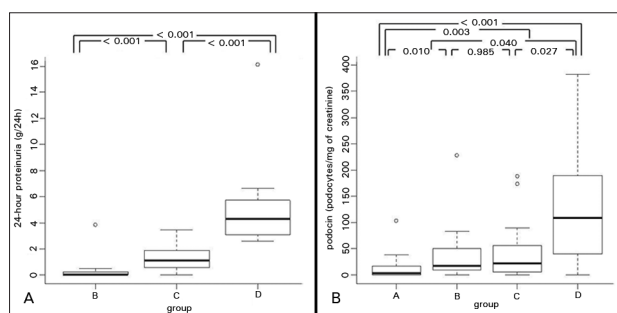 < 0.001
< 0.001 < 0.001
24-hour proteinuria (g/24h)
16
14
12
10
8
6
4
2
0
B C D
group
A
< 0.001
0.003
0.040
0.010 0.985 0.027
podocin (podocytes/mg of creatinine)
400
350
300
250
200
150
100
50
0
A B C D
group
B